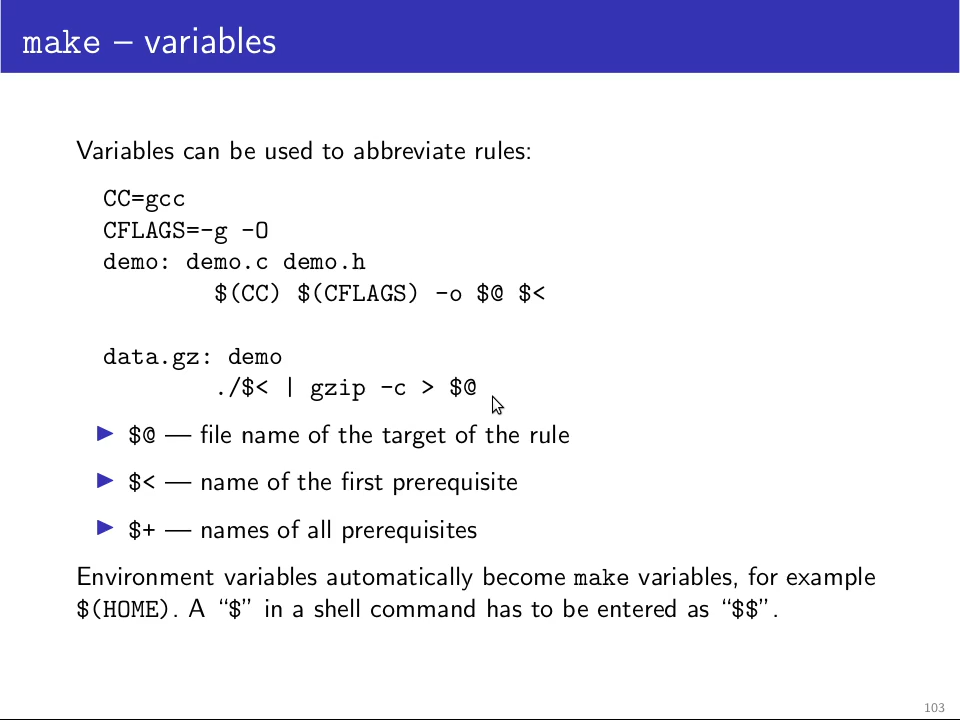 make – variables
Variables can be used to abbreviate rules:
CC=gcc
CFLAGS=-g -O
demo: demo.c demo.h
$(CC) $(CFLAGS) -o $@ $<
data.gz: demo
./$< | gzip -c > $@
▶ $@ — file name of the target of the rule
▶ $< — name of the first prerequisite
▶ $+ — names of all prerequisites
Environment variables automatically become make variables, for example
$(HOME). A “$” in a shell command has to be entered as “$$”.
103